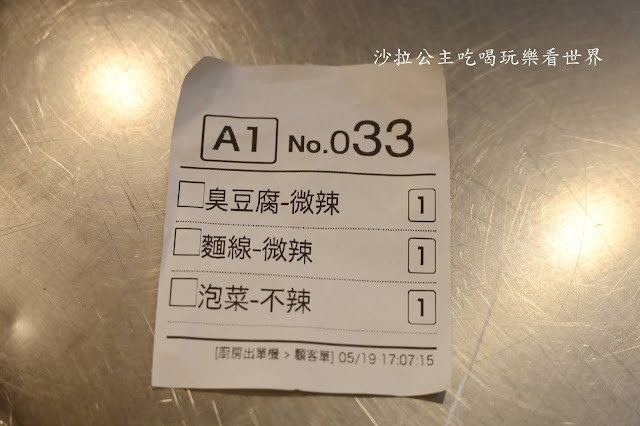 沙拉公主吃喝玩樂看世界
A1 No.033
□臭豆腐-微辣 1
□麵線-微辣 1
□泡菜-不辣 1
[廚房出單機 > 顧客單] 05/19 17:07:15